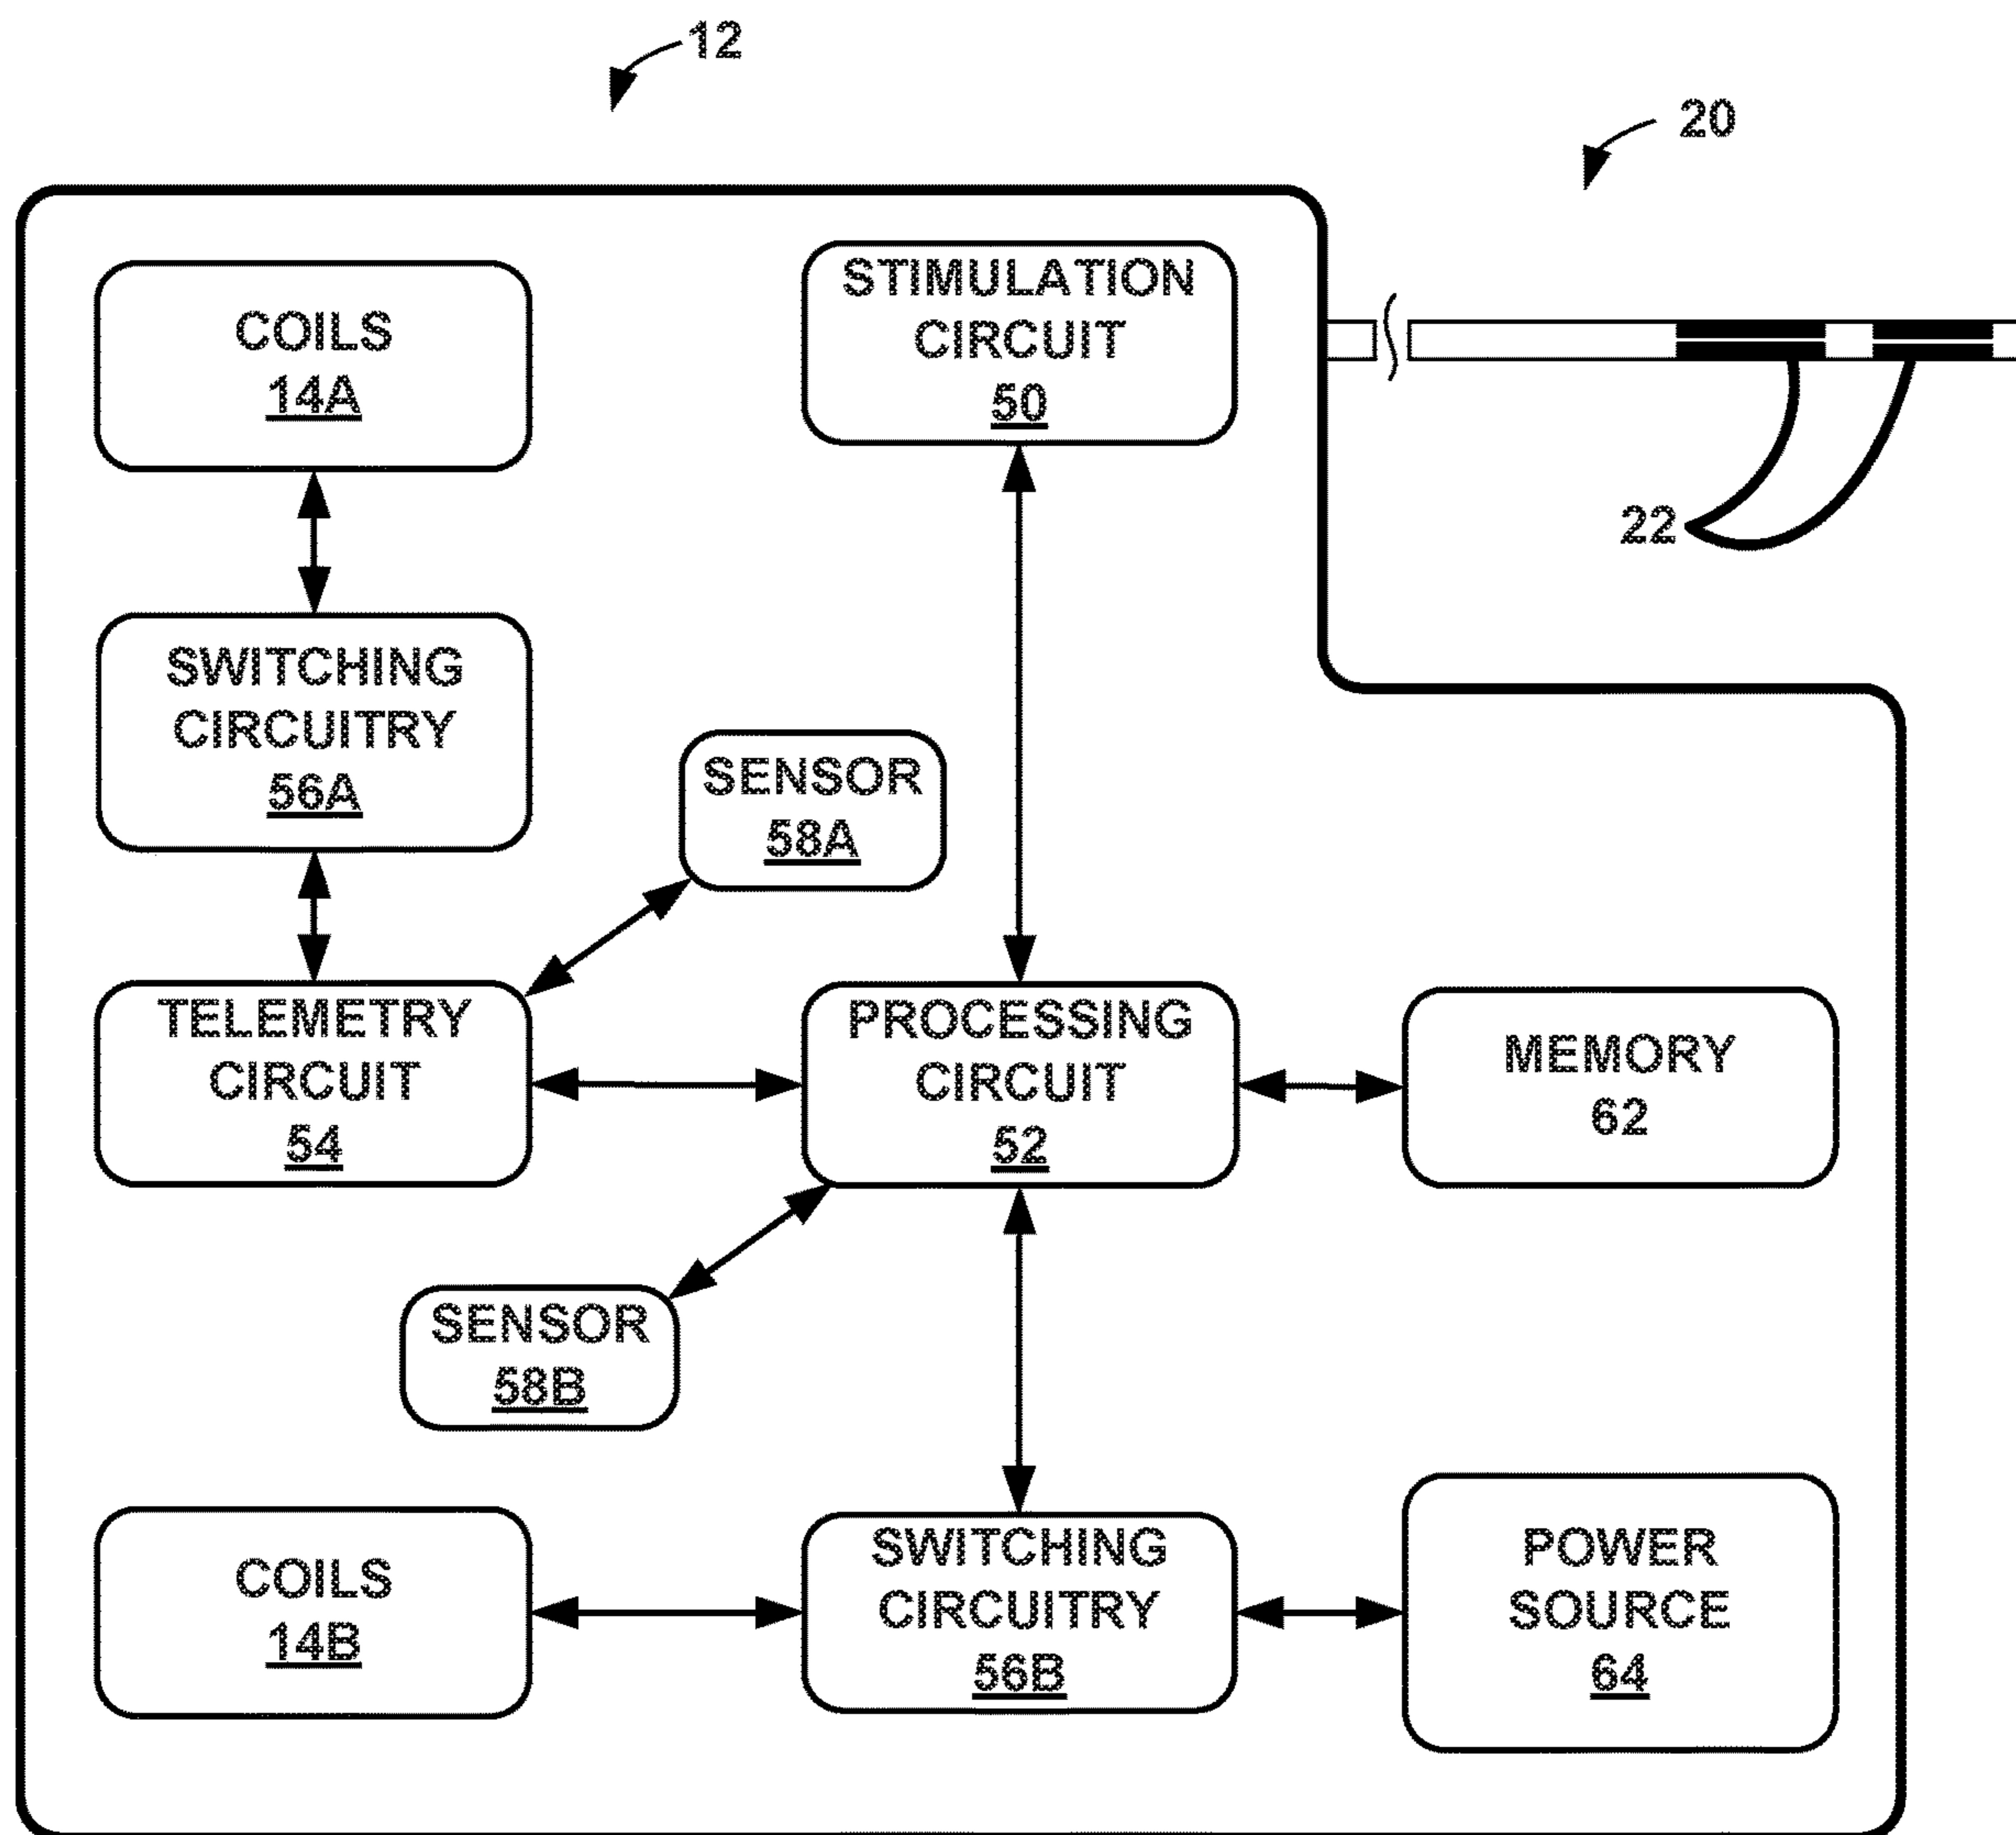 12
20
COILS
14A
STIMULATION
CIRCUIT
50
22
SWITCHING
CIRCUITRY
56A
SENSOR
58A
TELEMETRY
CIRCUIT
54
PROCESSING
CIRCUIT
52
MEMORY
62
SENSOR
58B
COILS
14B
SWITCHING
CIRCUITRY
56B
POWER
SOURCE
64